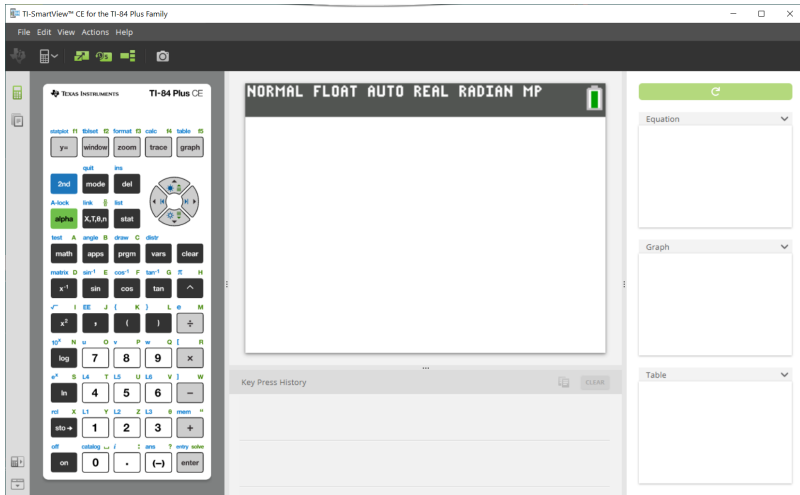 TI-SmartView™ CE for the TI-84 Plus Family
File Edit View Actions Help
TEXAS INSTRUMENTS TI-84 Plus CE
statplot f1 tblset f2 format f3 calc f4 table f5
y= window zoom trace graph
quit ins
2nd mode del
A-lock link list
alpha X,T,θ,n stat
test A angle B draw C distr
math apps prgm vars clear
matrix D sin⁻¹ E cos⁻¹ F tan⁻¹ G π H
x⁻¹ sin cos tan ^
√ I EE J { K } L e M
x² , ( ) ÷
10ˣ N u O v P w Q [ R
log 7 8 9 ×
eˣ S L4 T L5 U L6 V ] W
ln 4 5 6 −
rcl X L1 Y L2 Z L3 θ mem "
sto→ 1 2 3 +
off catalog ⎵ i : ans ? entry solve
on 0 . (−) enter
NORMAL FLOAT AUTO REAL RADIAN MP
Key Press History
CLEAR
Equation
Graph
Table